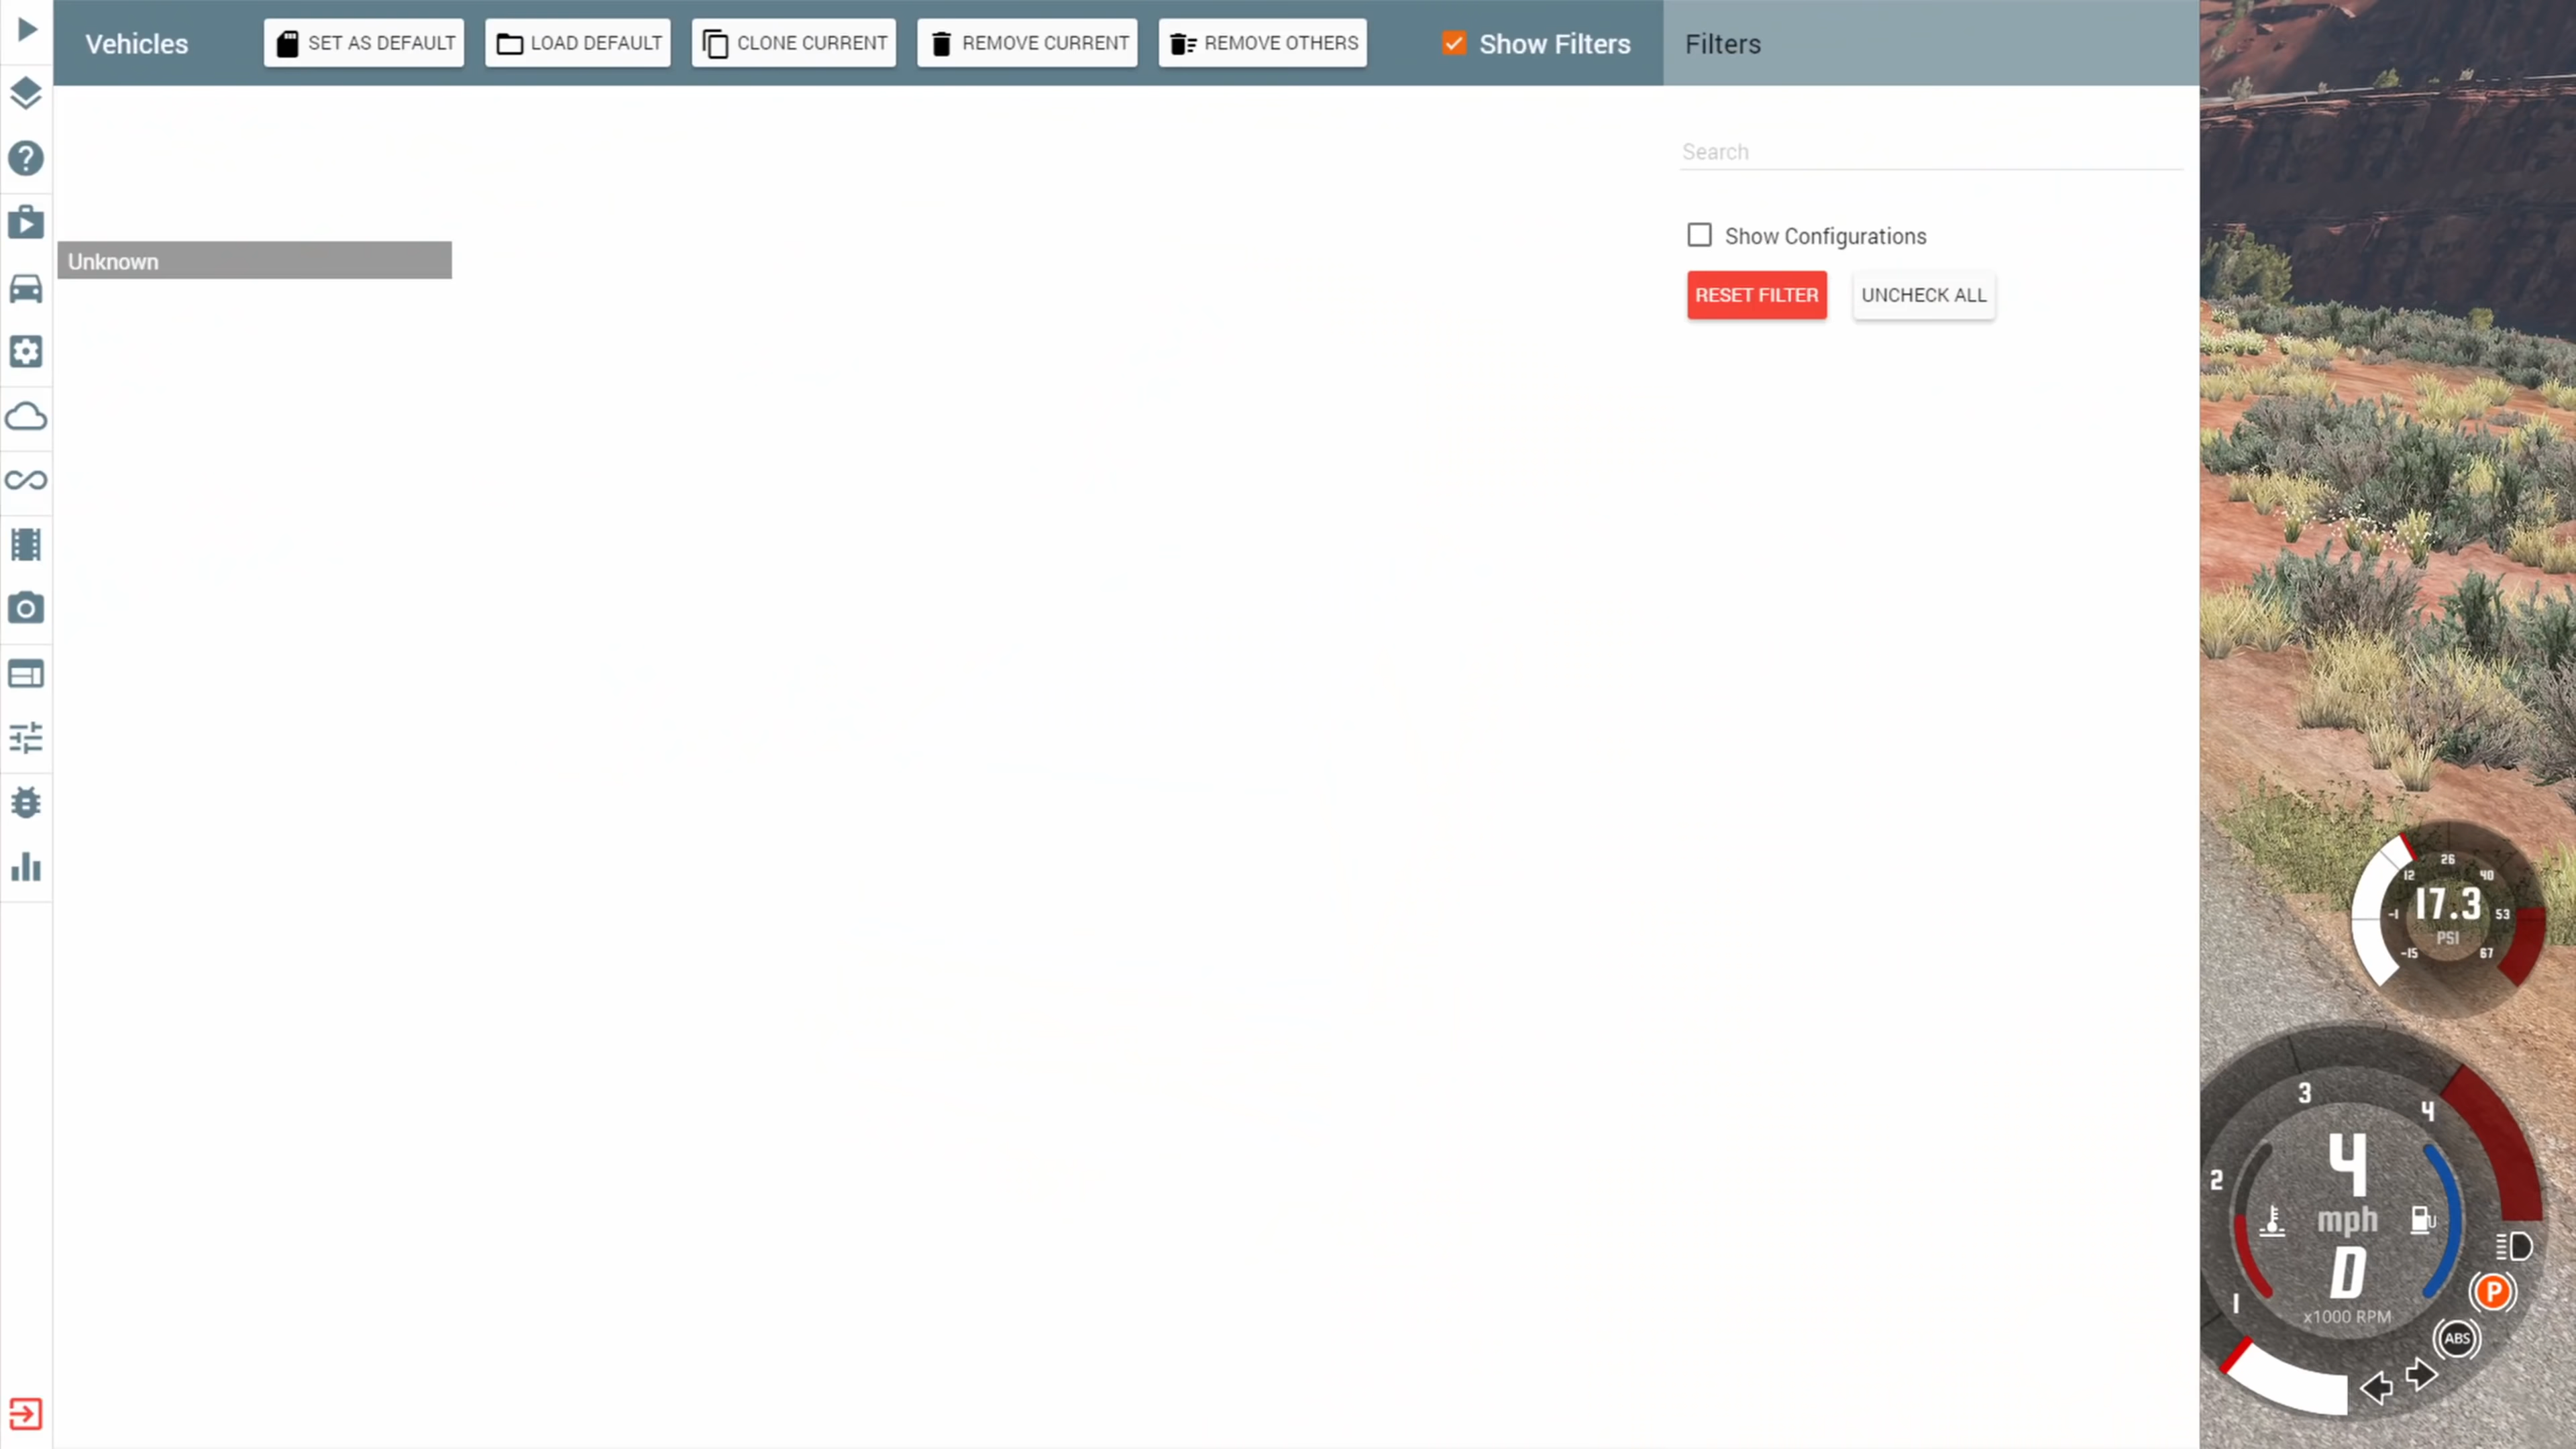 Vehicles
SET AS DEFAULT
LOAD DEFAULT
CLONE CURRENT
REMOVE CURRENT
REMOVE OTHERS
Show Filters
Filters
Search
Unknown
Show Configurations
RESET FILTER
UNCHECK ALL
26
12
40
17.3
-1
53
PSI
-15
67
3
4
4
2
mph
D
1
P
x1000 RPM
ABS